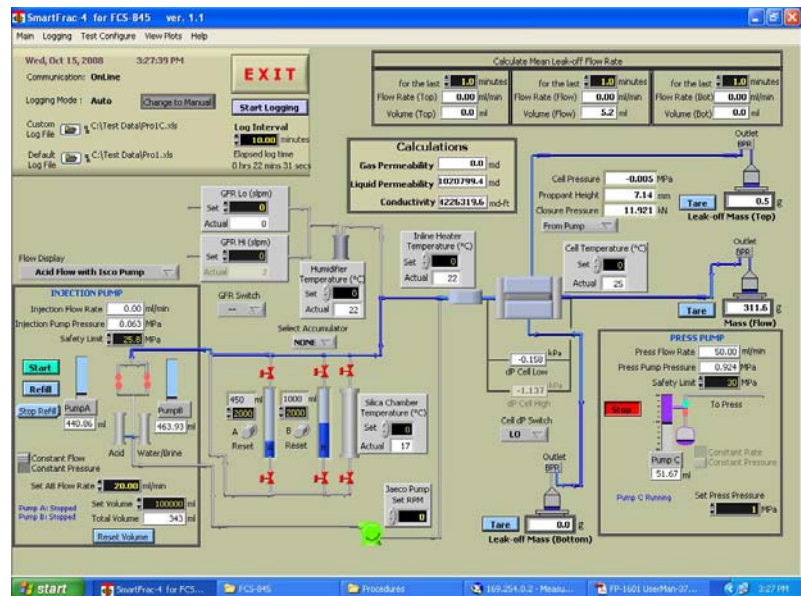 SmartFrac-4 for FCS-845 ver. 1.1
Main Logging Test Configure View Plots Help
Wed, Oct 15, 2008 3:27:39 PM
Communication: OnLine
Logging Mode : Auto
Change to Manual
Custom Log File
C:\Test Data\Pro1C.xls
Default Log File
C:\Test Data\Pro1.xls
EXIT
Start Logging
Log Interval
10.00 minutes
Elapsed log time
0 hrs 22 mins 31 secs
Calculate Mean Leak-off Flow Rate
for the last 1.0 minutes
Flow Rate (Top) 0.00 ml/min
Volume (Top) 0.0 ml
for the last 1.0 minutes
Flow Rate (Flow) 0.00 ml/min
Volume (Flow) 5.2 ml
for the last 1.0 minutes
Flow Rate (Bot) 0.00 ml/min
Volume (Bot) 0.0 ml
Calculations
Gas Permeability 0.0 md
Liquid Permeability 1020799.4 md
Conductivity 4226319.6 md-ft
Cell Pressure -0.005 MPa
Proppant Height 7.14 mm
Closure Pressure 11.921 kN
From Pump
Outlet
BPR
Tare
0.5 g
Leak-off Mass (Top)
GFR Lo (slpm)
Set 0
Actual 0
GFR Hi (slpm)
Set 0
Actual 2
GFR Switch
--
Humidifier Temperature (°C)
Set 0
Actual 22
Inline Heater Temperature (°C)
Set 0
Actual 22
Cell Temperature (°C)
Set 0
Actual 25
Outlet
BPR
Tare
311.6 g
Mass (Flow)
Flow Display
Acid Flow with Isco Pump
Select Accumulator
NONE
INJECTION PUMP
Injection Flow Rate 0.00 ml/min
Injection Pump Pressure 0.063 MPa
Safety Limit 25.8 MPa
Start
Refill
Stop Refill
PumpA
440.06 ml
PumpB
463.93 ml
Acid Water/Brine
Constant Flow
Constant Pressure
Set AB Flow Rate 20.00 ml/min
Pump A: Stopped
Pump B: Stopped
Set Volume 100000 ml
Total Volume 343 ml
Reset Volume
450 ml
2000
A
Reset
1000 ml
2000
B
Reset
Silica Chamber Temperature (°C)
Set 0
Actual 17
Jaeco Pump
Set RPM
0
-0.158 kPa
dP Cell Low
-1.137 kPa
dP Cell High
Cell dP Switch
LO
Outlet
BPR
Tare
0.0 g
Leak-off Mass (Bottom)
PRESS PUMP
Press Flow Rate 50.00 ml/min
Press Pump Pressure 0.924 MPa
Safety Limit 30 MPa
Stop
To Press
Pump C
51.67 ml
Constant Rate
Constant Pressure
Pump C Running
Set Press Pressure
1 MPa
start
SmartFrac-4 for FCS...
FCS-845
Procedures
169.254.0.2 - Measu...
FP-1601 UserMan-37...
3:27 PM